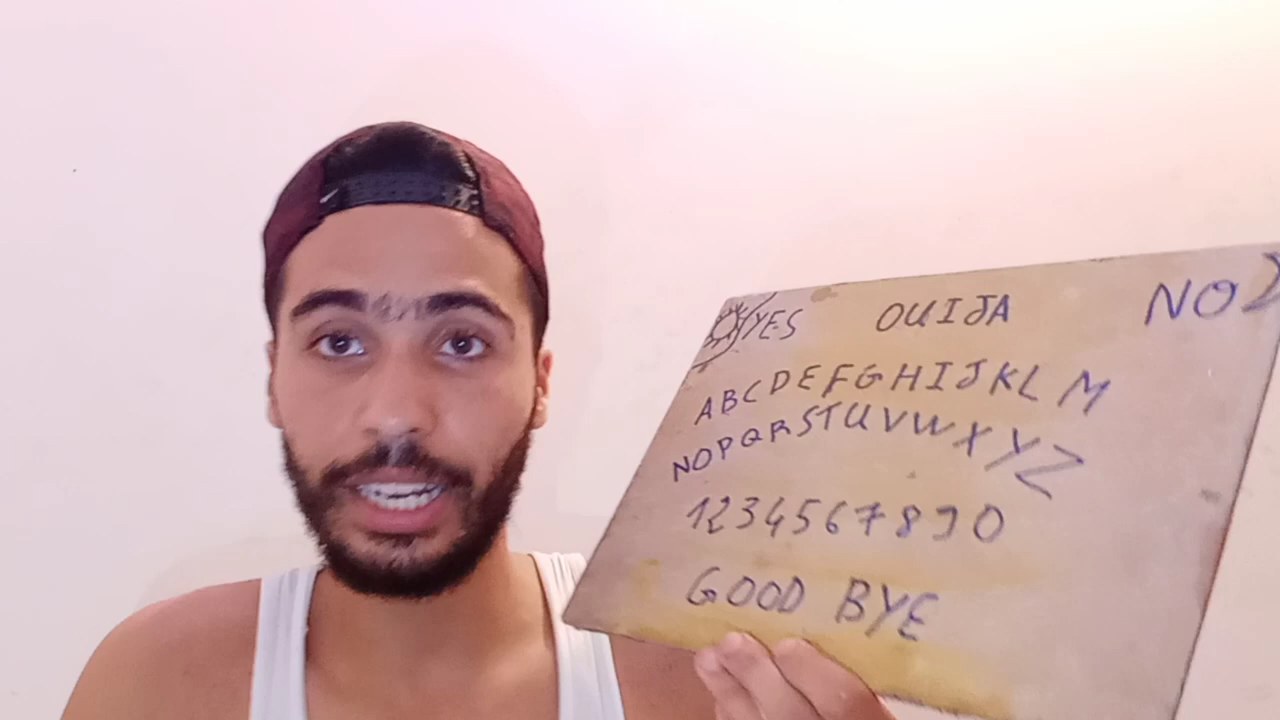 YES OUIJA NO
ABCDEFGHIJKLM
NOPQRSTUVWXYZ
1234567890
GOOD BYE